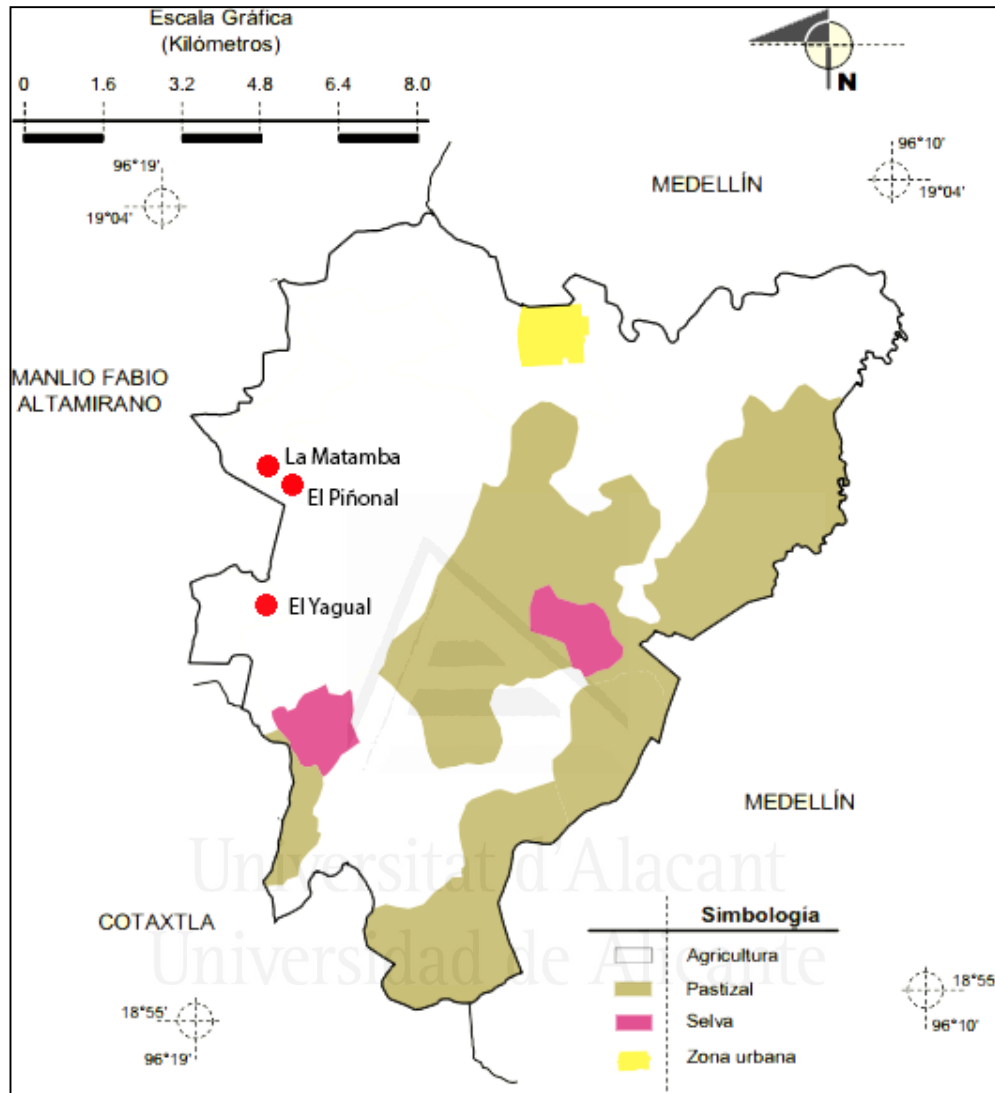 Escala Gráfica
(Kilómetros)
0 1.6 3.2 4.8 6.4 8.0
N
96°19'
19°04'
MEDELLÍN
96°10'
19°04'
MANLIO FABIO
ALTAMIRANO
La Matamba
El Piñonal
El Yagual
MEDELLÍN
Universitat d'Alacant
Universidad de Alicante
COTAXTLA
Simbología
Agricultura
Pastizal
Selva
Zona urbana
18°55'
96°19'
18°55'
96°10'